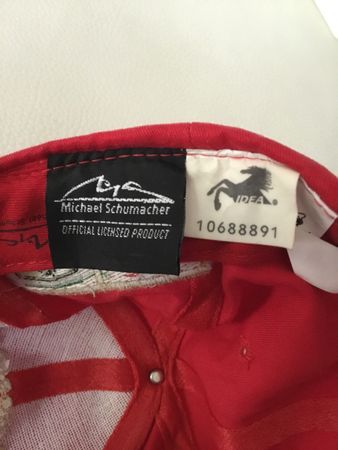 Michael Schumacher
OFFICIAL LICENSED PRODUCT
IDEA
10688891